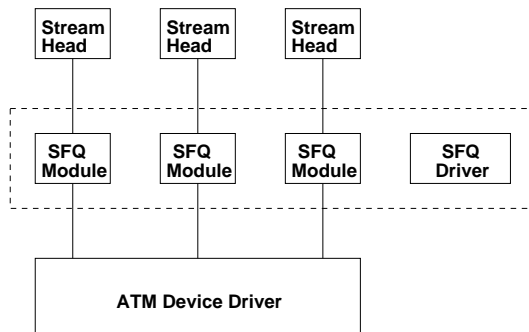 Stream
Head
Stream
Head
Stream
Head
SFQ
Module
SFQ
Module
SFQ
Module
SFQ
Driver
ATM Device Driver